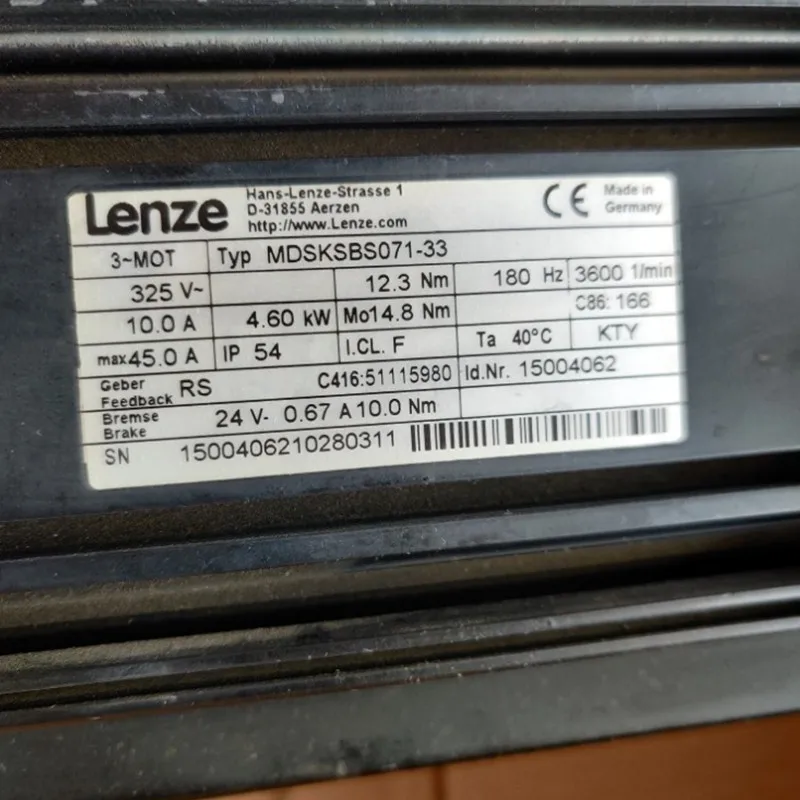 Lenze
Hans-Lenze-Strasse 1
D-31855 Aerzen
http://www.Lenze.com
CE
Made in
Germany
3~MOT Typ MDSKSBS071-33
325 V~ 12.3 Nm 180 Hz 3600 1/min
10.0 A 4.60 kW Mo14.8 Nm C86: 166
max45.0 A IP 54 I.CL. F Ta 40°C KTY
Geber
Feedback RS C416:51115980 Id.Nr. 15004062
Bremse
Brake 24 V- 0.67 A 10.0 Nm
SN 1500406210280311